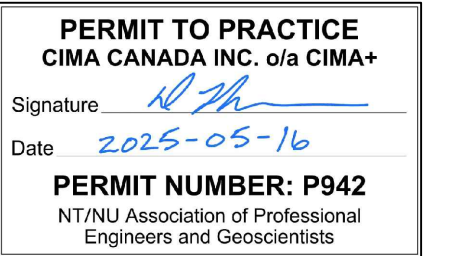 PERMIT TO PRACTICE
CIMA CANADA INC. o/a CIMA+
Signature
Date 2025-05-16
PERMIT NUMBER: P942
NT/NU Association of Professional
Engineers and Geoscientists